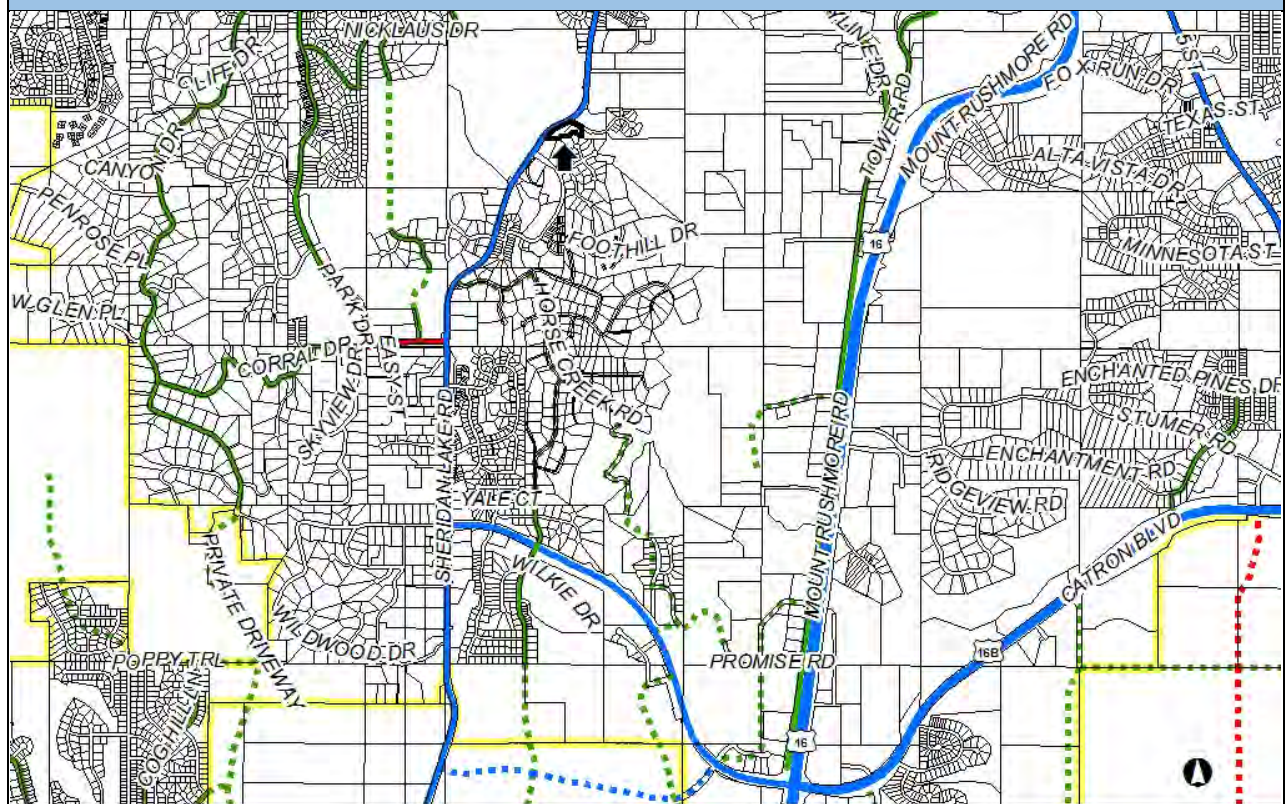 NICKLAUS DR
CLIFF DR
TOWER RD
MOUNT RUSHMORE RD
FOX RUN DR
5 ST
TEXAS ST
CANYON DR
ALTA VISTA DR
PENROSE PL
FOOTHILL DR
16
MINNESOTA ST
PARK DR
HORSE CREEK RD
W GLEN PL
CORRAL DR
EASY ST
SKYVIEW DR
SHERIDAN LAKE RD
MOUNT RUSHMORE RD
ENCHANTED PINES DR
STUMER RD
ENCHANTMENT RD
RIDGEVIEW RD
YALE CT
CATRON BLVD
WILKIE DR
PRIVATE DRIVEWAY
WILDWOOD DR
POPPY TRL
PROMISE RD
16B
COG HILL LN
16